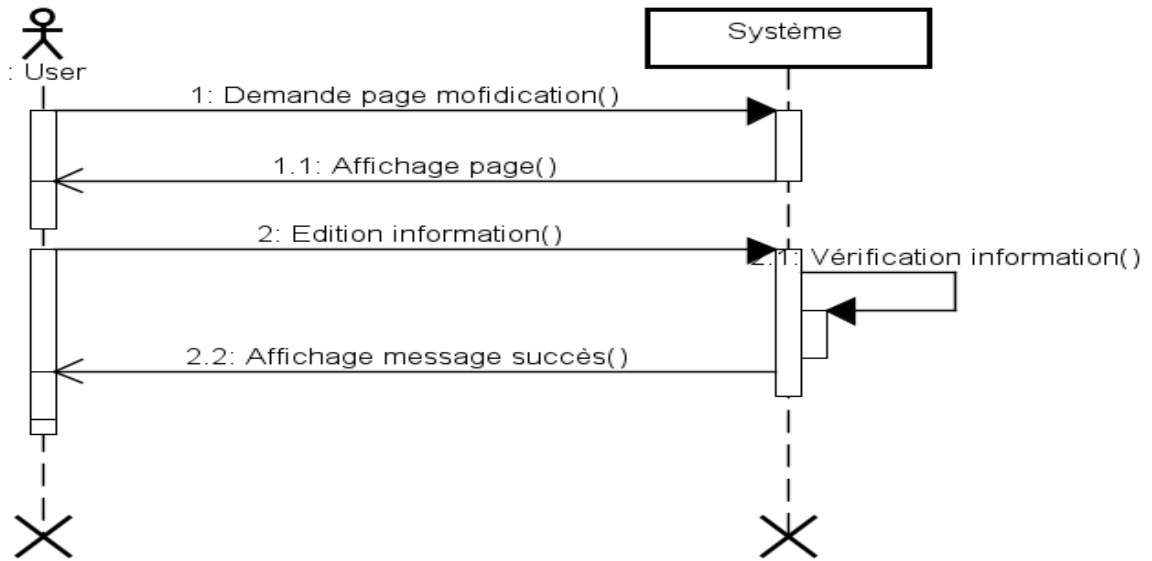 Système
: User
1: Demande page mofidication()
1.1: Affichage page()
2: Edition information()
2.1: Vérification information()
2.2: Affichage message succès()